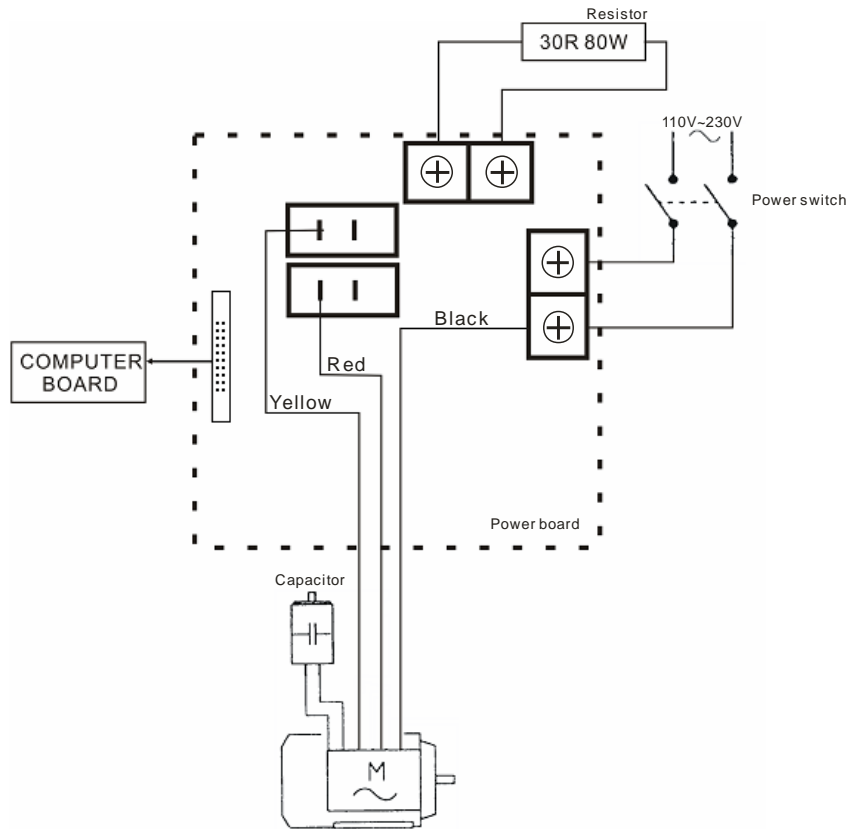 Resistor
30R 80W
110V~230V
Power switch
Black
COMPUTER
BOARD
Red
Yellow
Power board
Capacitor
M